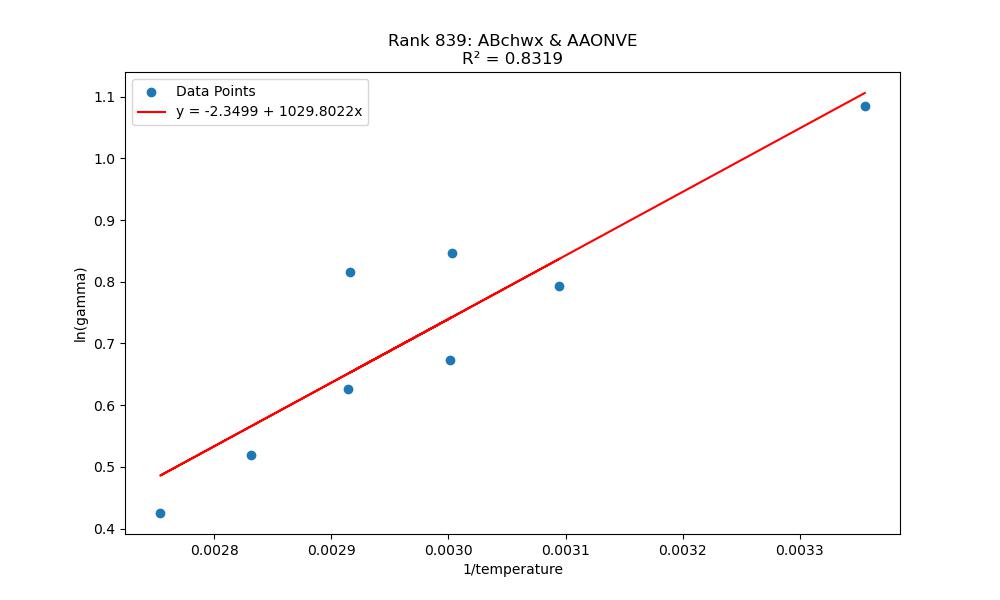 Rank 839: ABchwx & AAONVE
R² = 0.8319
Data Points
y = -2.3499 + 1029.8022x
1.1
1.0
0.9
0.8
0.7
0.6
0.5
0.4
ln(gamma)
0.0028 0.0029 0.0030 0.0031 0.0032 0.0033
1/temperature